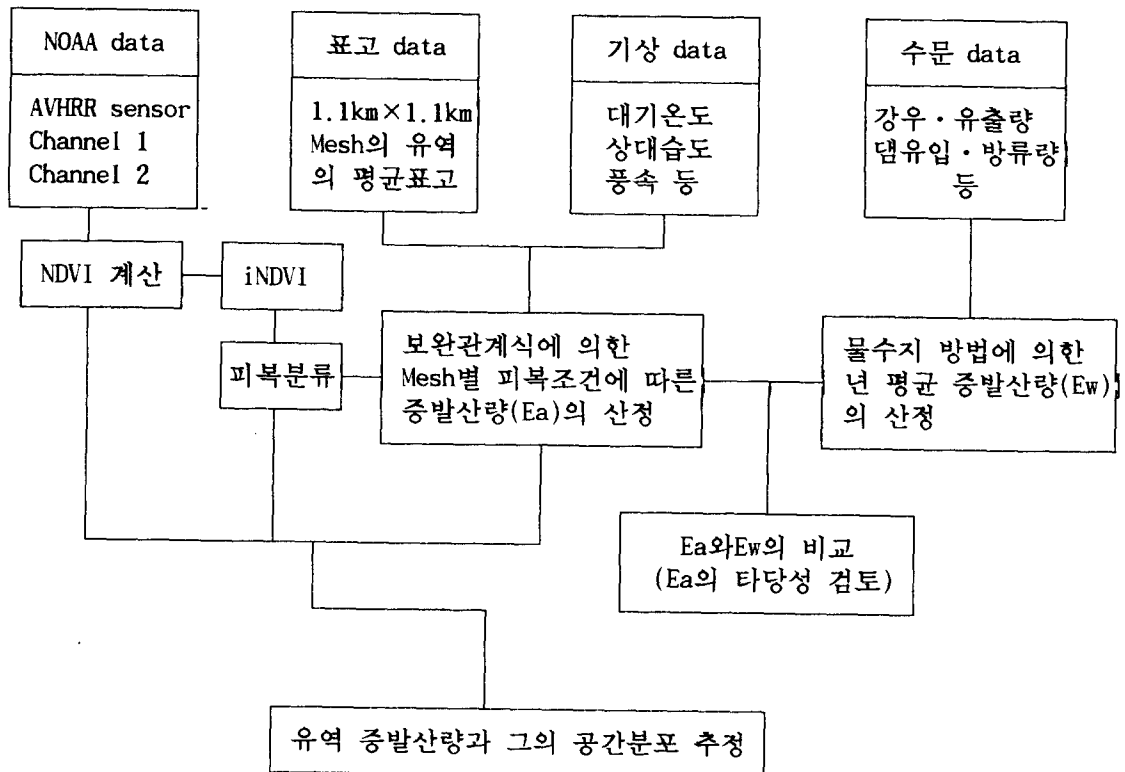 NOAA data
AVHRR sensor
Channel 1
Channel 2
표고 data
1.1km×1.1km
Mesh의 유역
의 평균표고
기상 data
대기온도
상대습도
풍속 등
수문 data
강우·유출량
댐유입·방류량
등
NDVI 계산
iNDVI
피복분류
보완관계식에 의한
Mesh별 피복조건에 따른
증발산량(Ea)의 산정
물수지 방법에 의한
년 평균 증발산량(Ew)
의 산정
Ea와Ew의 비교
(Ea의 타당성 검토)
유역 증발산량과 그의 공간분포 추정